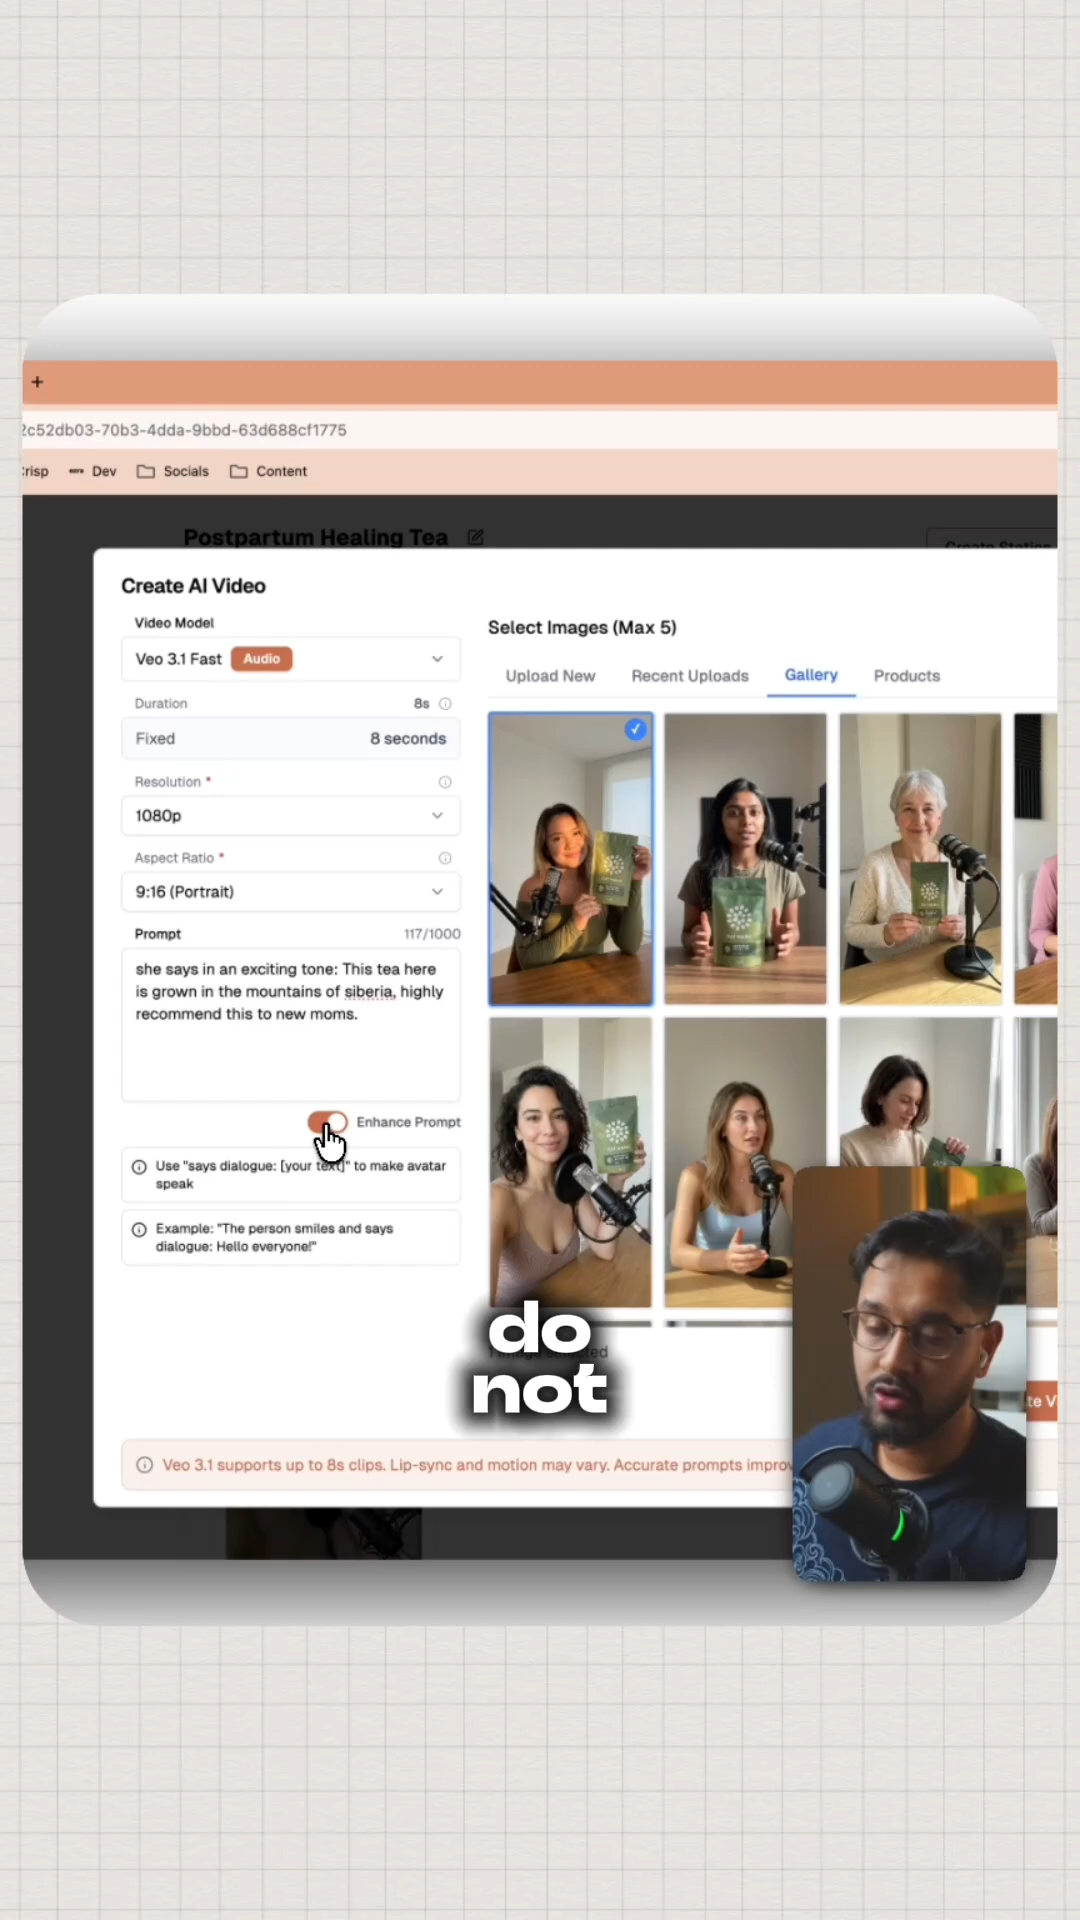 +
2c52db03-70b3-4dda-9bbd-63d688cf1775
Crisp
Dev
Socials
Content
Postpartum Healing Tea
Create AI Video
Video Model
Veo 3.1 Fast Audio
Duration 8s
Fixed 8 seconds
Resolution *
1080p
Aspect Ratio *
9:16 (Portrait)
Prompt 117/1000
she says in an exciting tone: This tea here
is grown in the mountains of siberia, highly
recommend this to new moms.
Enhance Prompt
Use "says dialogue: [your text]" to make avatar
speak
Example: "The person smiles and says
dialogue: Hello everyone!"
Select Images (Max 5)
Upload New
Recent Uploads
Gallery
Products
do
not
Veo 3.1 supports up to 8s clips. Lip-sync and motion may vary. Accurate prompts improv